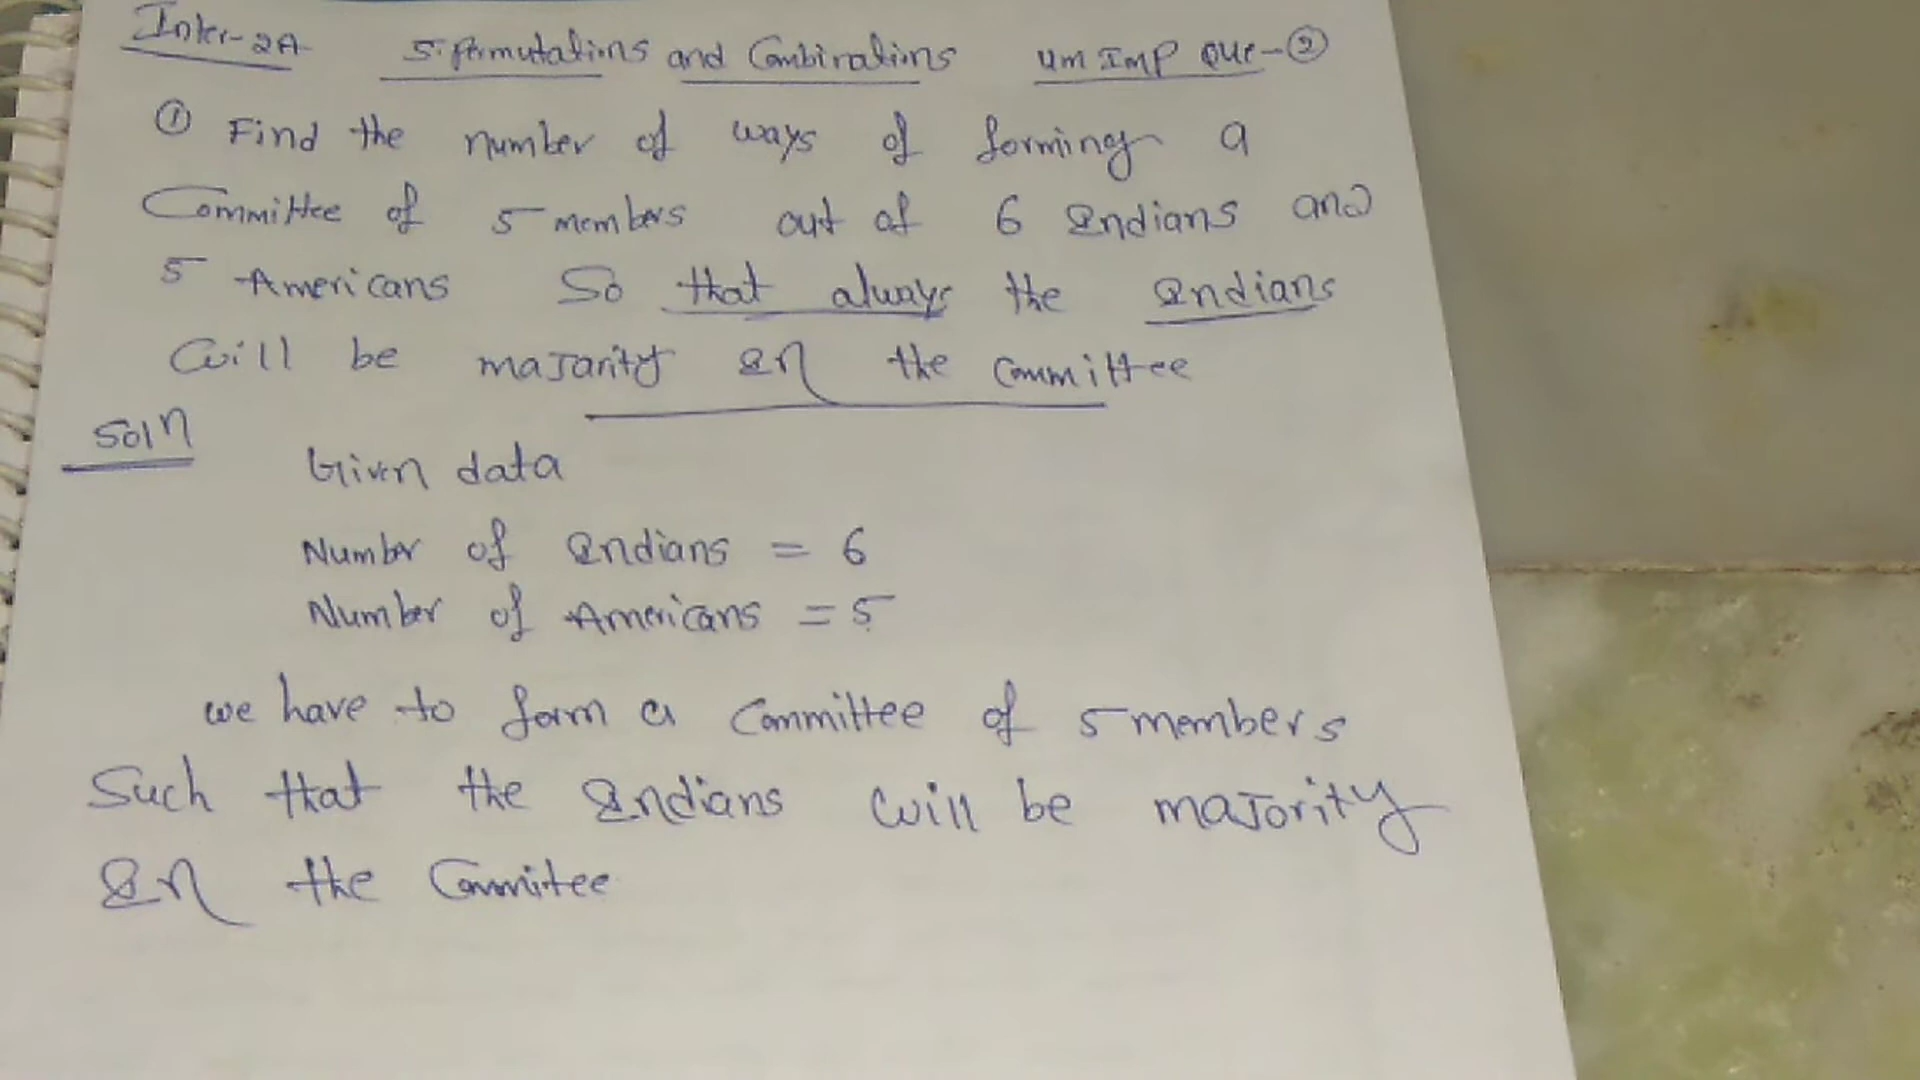 Inter-2A 5. Permutations and Combinations 4m Imp Que-②
① Find the number of ways of forming a
Committee of 5 members out of 6 Indians and
5 Americans So that always the Indians
will be majarity in the committee
Soln
Given data
Number of Indians = 6
Number of Americans = 5
we have to form a Committee of 5 members
Such that the Indians will be majority
in the Commitee